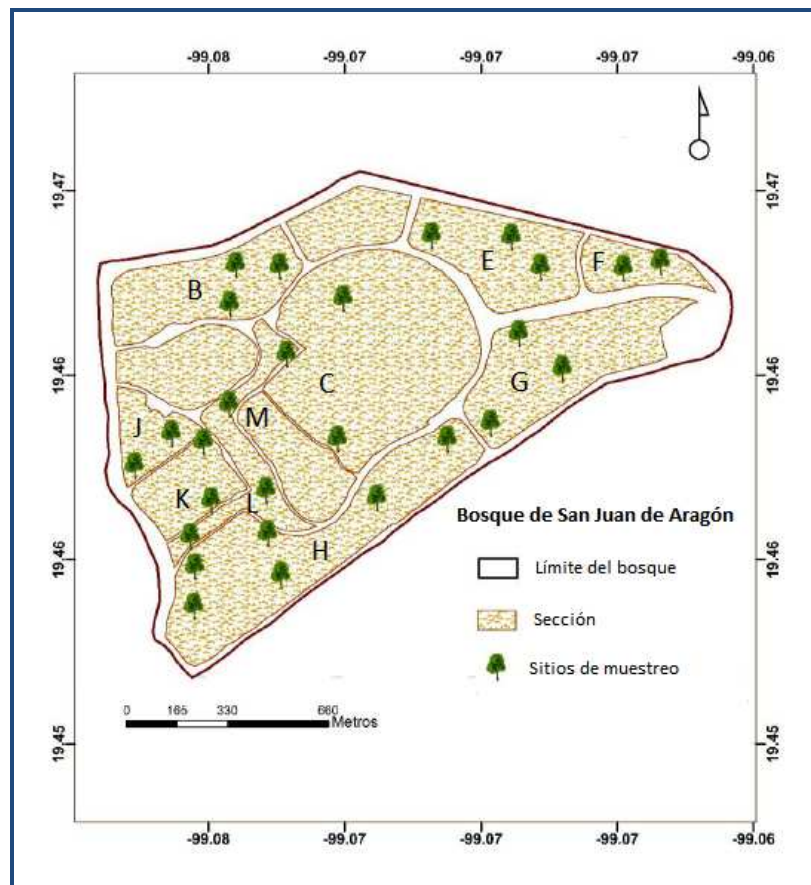 -99.08 -99.07 -99.07 -99.07 -99.06
19.47 19.47
B E F
19.46 C G 19.46
M
J
K L
Bosque de San Juan de Aragón
H
19.46 Límite del bosque 19.46
Sección
Sitios de muestreo
0 165 330 660
Metros
19.45 19.45
-99.08 -99.07 -99.07 -99.07 -99.06